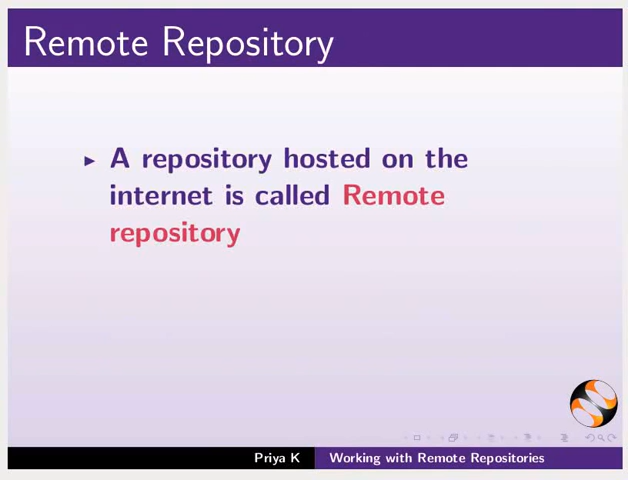 Remote Repository
A repository hosted on the
internet is called Remote
repository
Priya K
Working with Remote Repositories